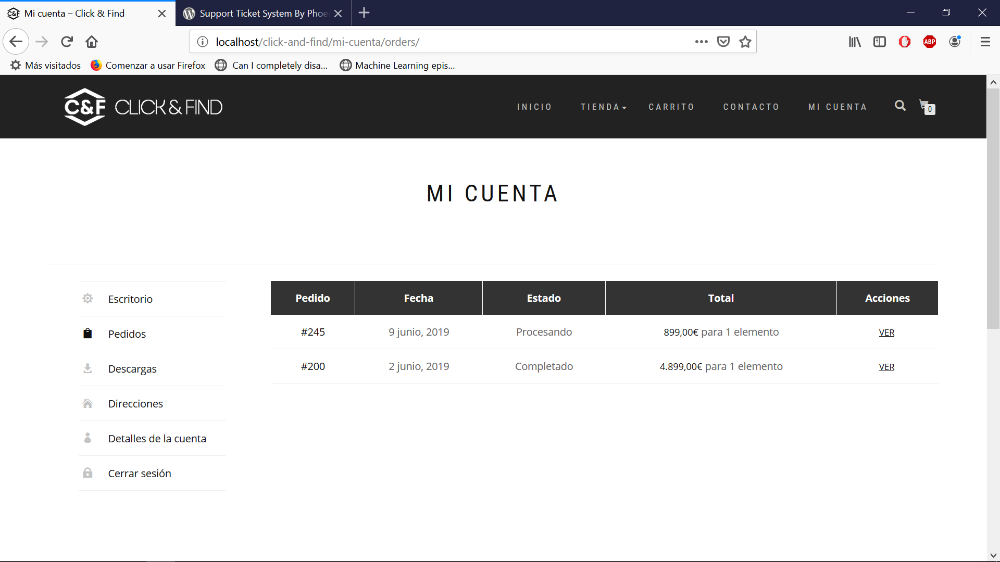 Mi cuenta – Click & Find
Support Ticket System By Phoe
localhost/click-and-find/mi-cuenta/orders/
ABP
Más visitados
Comenzar a usar Firefox
Can I completely disa...
Machine Learning epis...
C&F CLICK & FIND
INICIO
TIENDA
CARRITO
CONTACTO
MI CUENTA
0
MI CUENTA
Escritorio
Pedidos
Descargas
Direcciones
Detalles de la cuenta
Cerrar sesión
Pedido Fecha Estado Total Acciones
#245 9 junio, 2019 Procesando 899,00€ para 1 elemento VER
#200 2 junio, 2019 Completado 4.899,00€ para 1 elemento VER